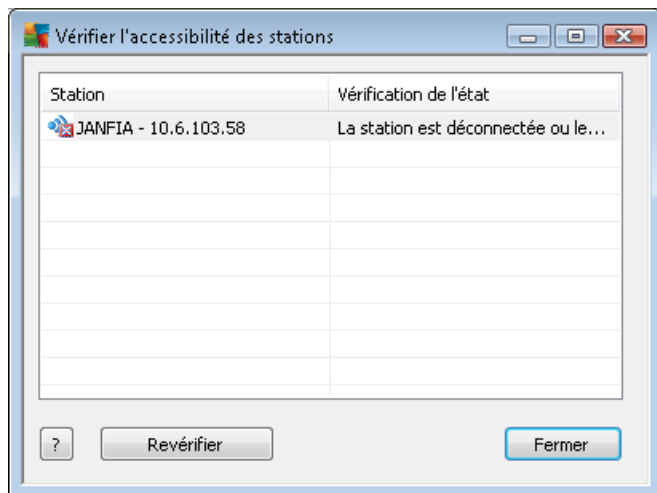 Vérifier l'accessibilité des stations
Station Vérification de l'état
JANFIA - 10.6.103.58 La station est déconnectée ou le...
? Revérifier Fermer